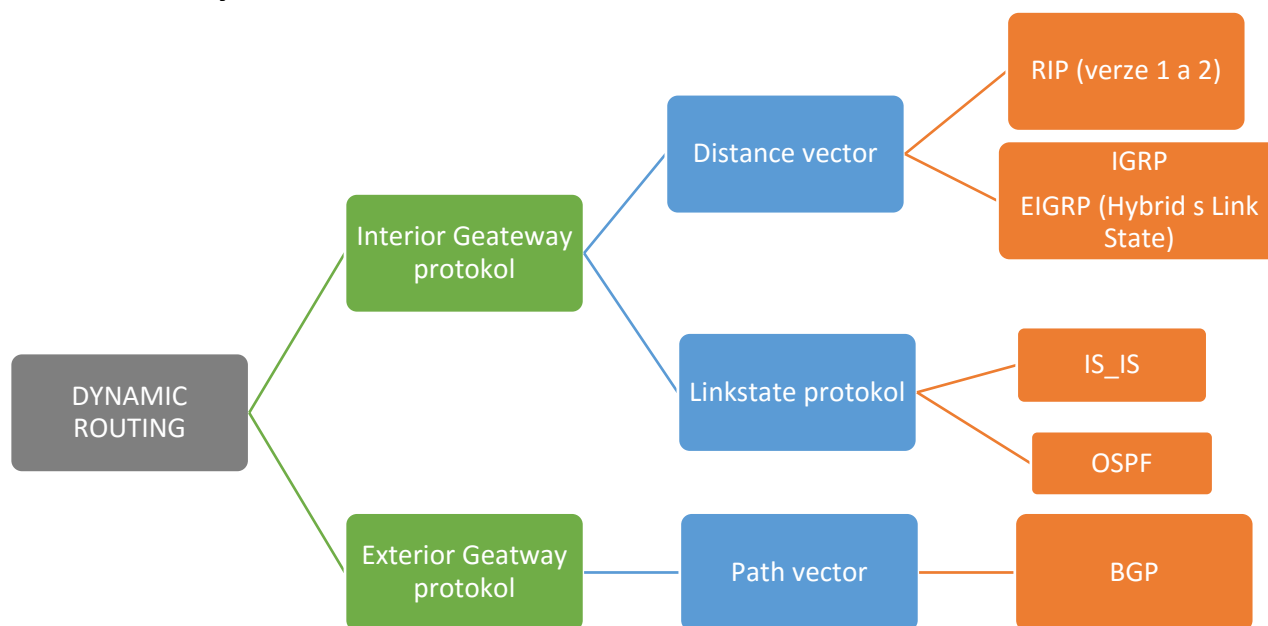 RIP (verze 1 a 2)
Distance vector
IGRP
EIGRP (Hybrid s Link
State)
Interior Geateway
protokol
IS_IS
Linkstate protokol
DYNAMIC
ROUTING
OSPF
Exterior Geatway
protokol
Path vector
BGP